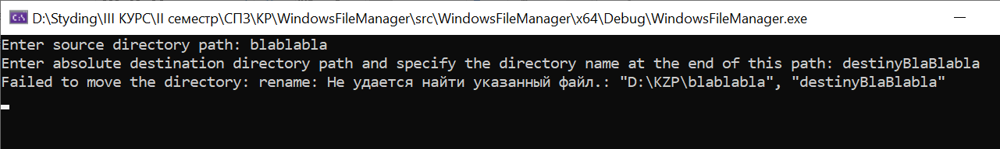 D:\Styding\III КУРС\II семестр\СПЗ\КР\WindowsFileManager\src\WindowsFileManager\x64\Debug\WindowsFileManager.exe
Enter source directory path: blablabla
Enter absolute destination directory path and specify the directory name at the end of this path: destinyBlaBlabla
Failed to move the directory: rename: Не удается найти указанный файл.: "D:\KZP\blablabla", "destinyBlaBlabla"